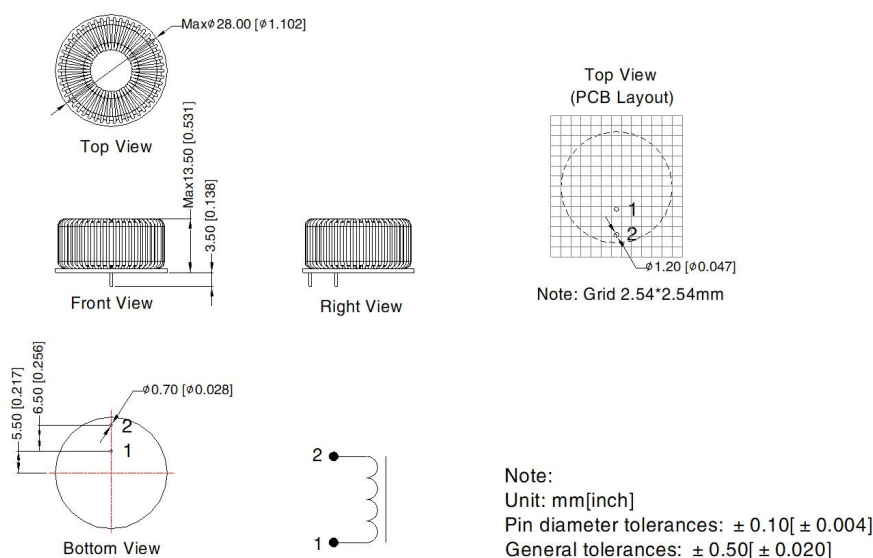 Maxφ28.00 [φ1.102]
Top View
Max13.50 [0.531]
3.50 [0.138]
Front View
Right View
Top View
(PCB Layout)
1
2
φ1.20 [φ0.047]
Note: Grid 2.54*2.54mm
5.50 [0.217]
6.50 [0.256]
φ0.70 [φ0.028]
2
1
Bottom View
2
1
Note:
Unit: mm[inch]
Pin diameter tolerances: ±0.10[±0.004]
General tolerances: ±0.50[±0.020]